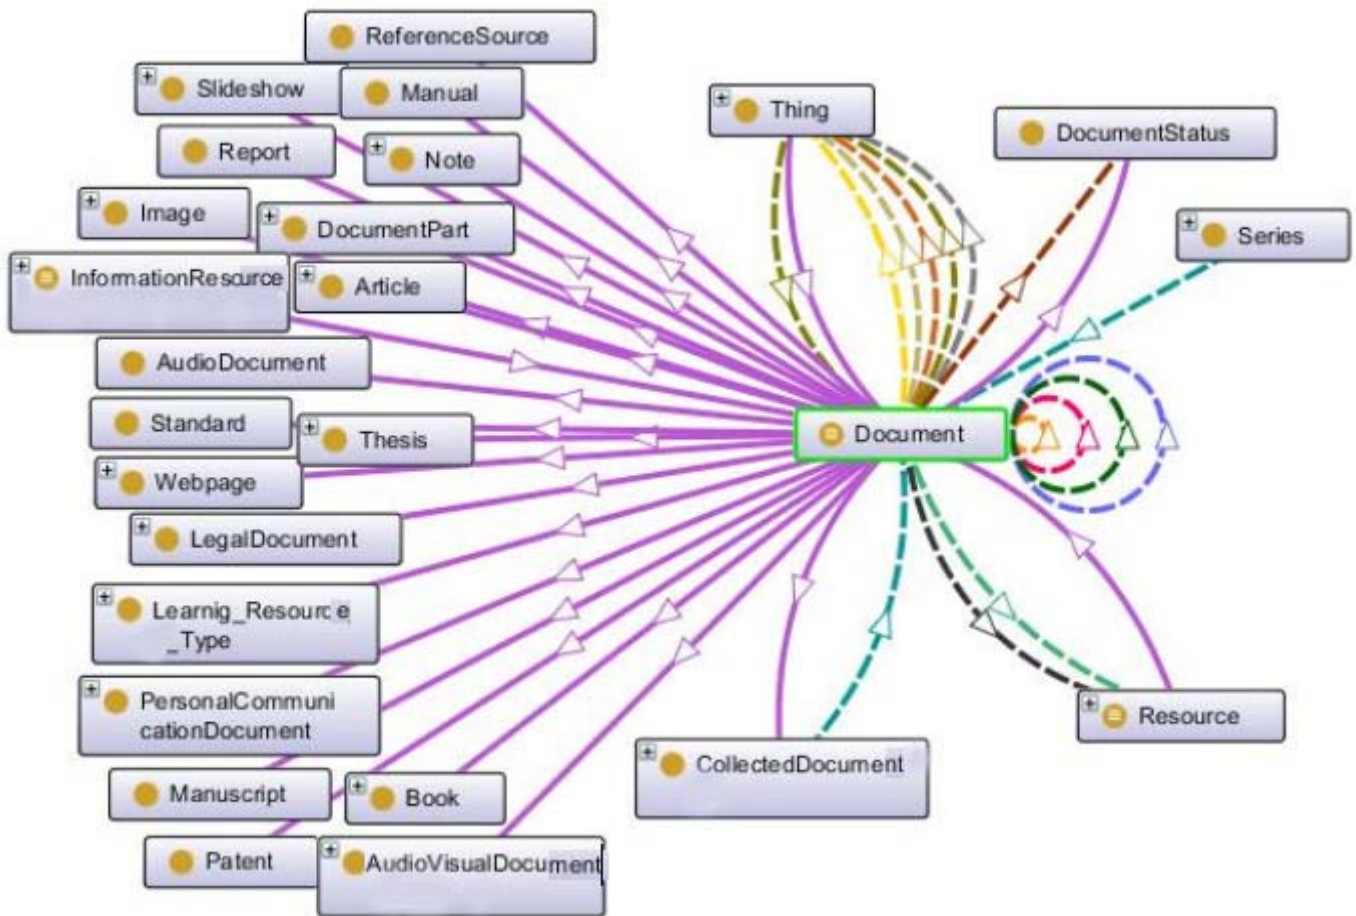 ReferenceSource
Slideshow
Manual
Thing
DocumentStatus
Report
Note
Image
DocumentPart
Series
InformationResource
Article
AudioDocument
Standard
Thesis
Document
Webpage
LegalDocument
Learnig_Resource
_Type
PersonalCommuni
cationDocument
Resource
CollectedDocument
Manuscript
Book
Patent
AudioVisualDocument